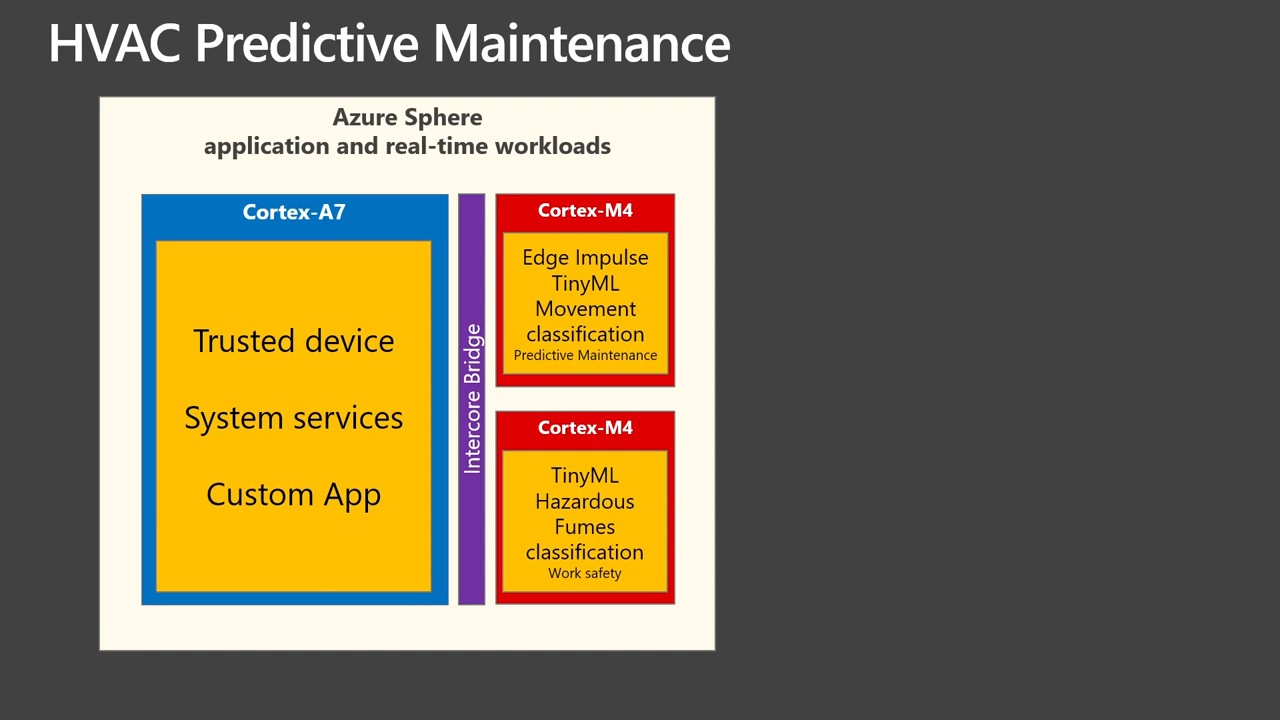 HVAC Predictive Maintenance
Azure Sphere
application and real-time workloads
Cortex-A7
Trusted device
System services
Custom App
Intercore Bridge
Cortex-M4
Edge Impulse
TinyML
Movement
classification
Predictive Maintenance
Cortex-M4
TinyML
Hazardous
Fumes
classification
Work safety